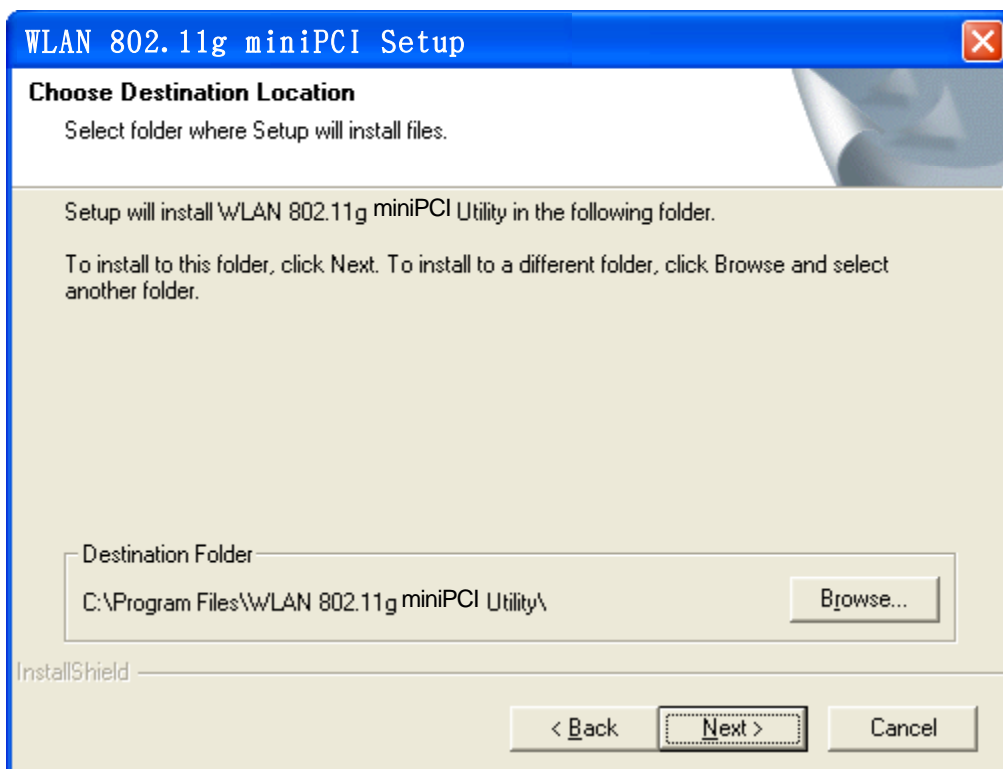 WLAN 802.11g miniPCI Setup
Choose Destination Location
Select folder where Setup will install files.
Setup will install WLAN 802.11g miniPCI Utility in the following folder.
To install to this folder, click Next. To install to a different folder, click Browse and select
another folder.
Destination Folder
C:\Program Files\WLAN 802.11g miniPCI Utility\
Browse...
InstallShield
< Back
Next >
Cancel